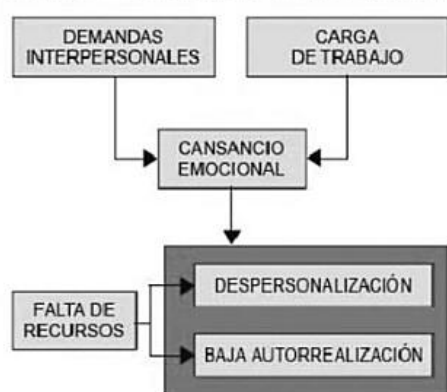 DEMANDAS
INTERPERSONALES
CARGA
DE TRABAJO
CANSANCIO
EMOCIONAL
DESPERSONALIZACIÓN
FALTA DE
RECURSOS
BAJA AUTORREALIZACIÓN